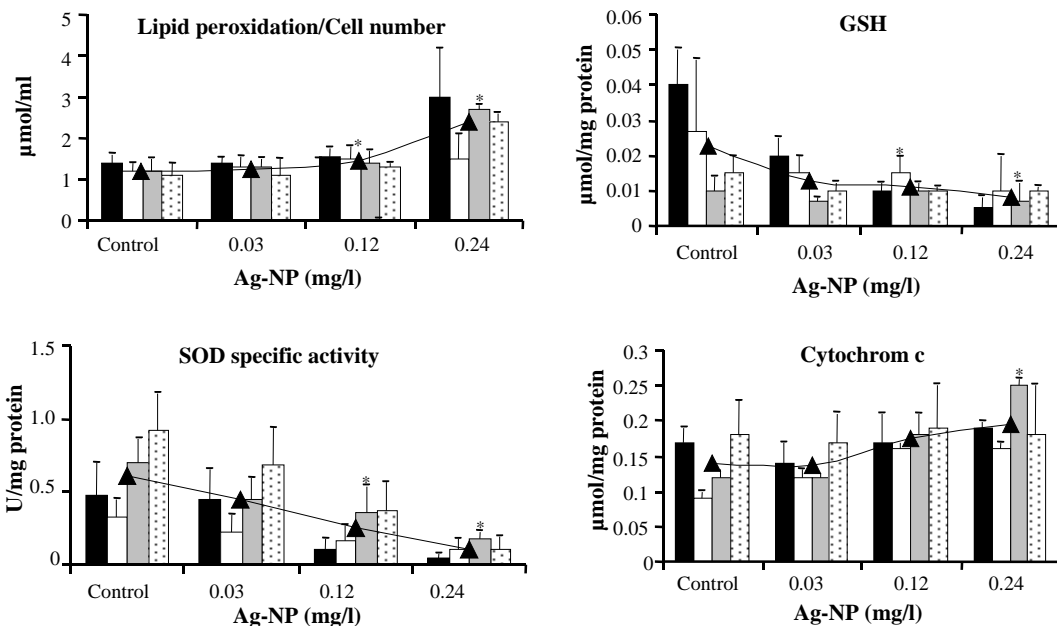 Lipid peroxidation/Cell number
µmol/ml
5
4
3
2
1
0
*
*
Control
0.03
0.12
0.24
Ag-NP (mg/l)
GSH
µmol/mg protein
0.06
0.05
0.04
0.03
0.02
0.01
0
*
*
Control
0.03
0.12
0.24
Ag-NP (mg/l)
SOD specific activity
U/mg protein
1.5
1.0
0.5
0
*
*
Control
0.03
0.12
0.24
Ag-NP (mg/l)
Cytochrom c
µmol/mg protein
0.3
0.25
0.2
0.15
0.1
0.05
0
*
Control
0.03
0.12
0.24
Ag-NP (mg/l)